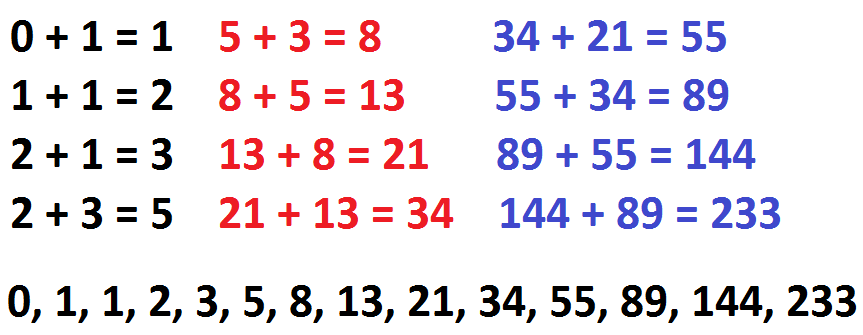 0 + 1 = 1 5 + 3 = 8 34 + 21 = 55
1 + 1 = 2 8 + 5 = 13 55 + 34 = 89
2 + 1 = 3 13 + 8 = 21 89 + 55 = 144
2 + 3 = 5 21 + 13 = 34 144 + 89 = 233
0, 1, 1, 2, 3, 5, 8, 13, 21, 34, 55, 89, 144, 233